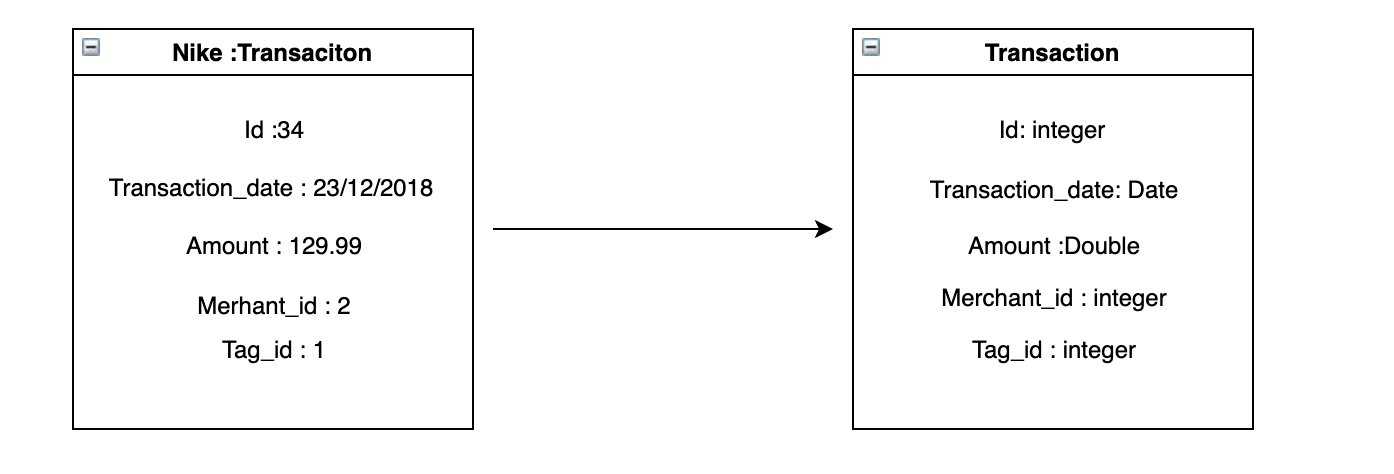 Nike :Transaciton
Id :34
Transaction_date : 23/12/2018
Amount : 129.99
Merhant_id : 2
Tag_id : 1
Transaction
Id: integer
Transaction_date: Date
Amount :Double
Merchant_id : integer
Tag_id : integer